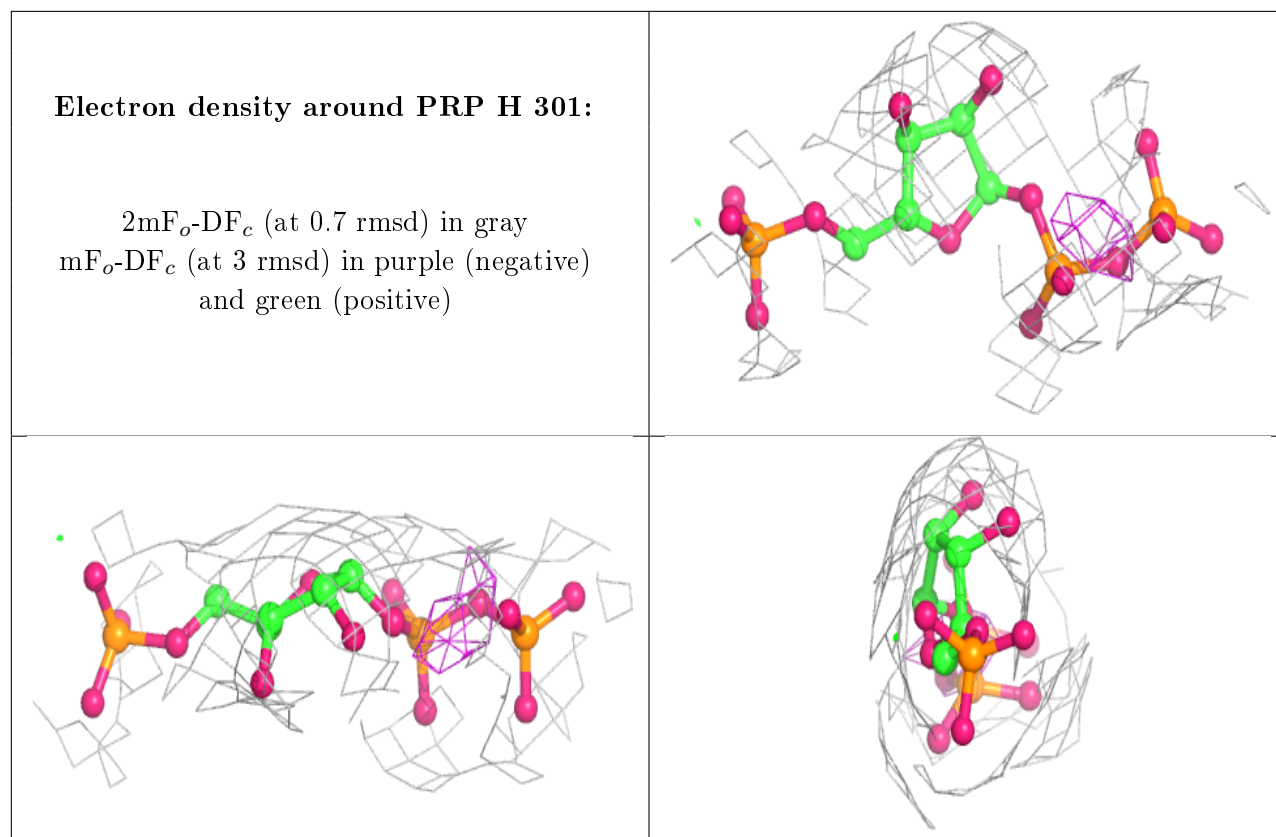 Electron density around PRP H 301:
2mFo-DFc (at 0.7 rmsd) in gray
mFo-DFc (at 3 rmsd) in purple (negative)
and green (positive)